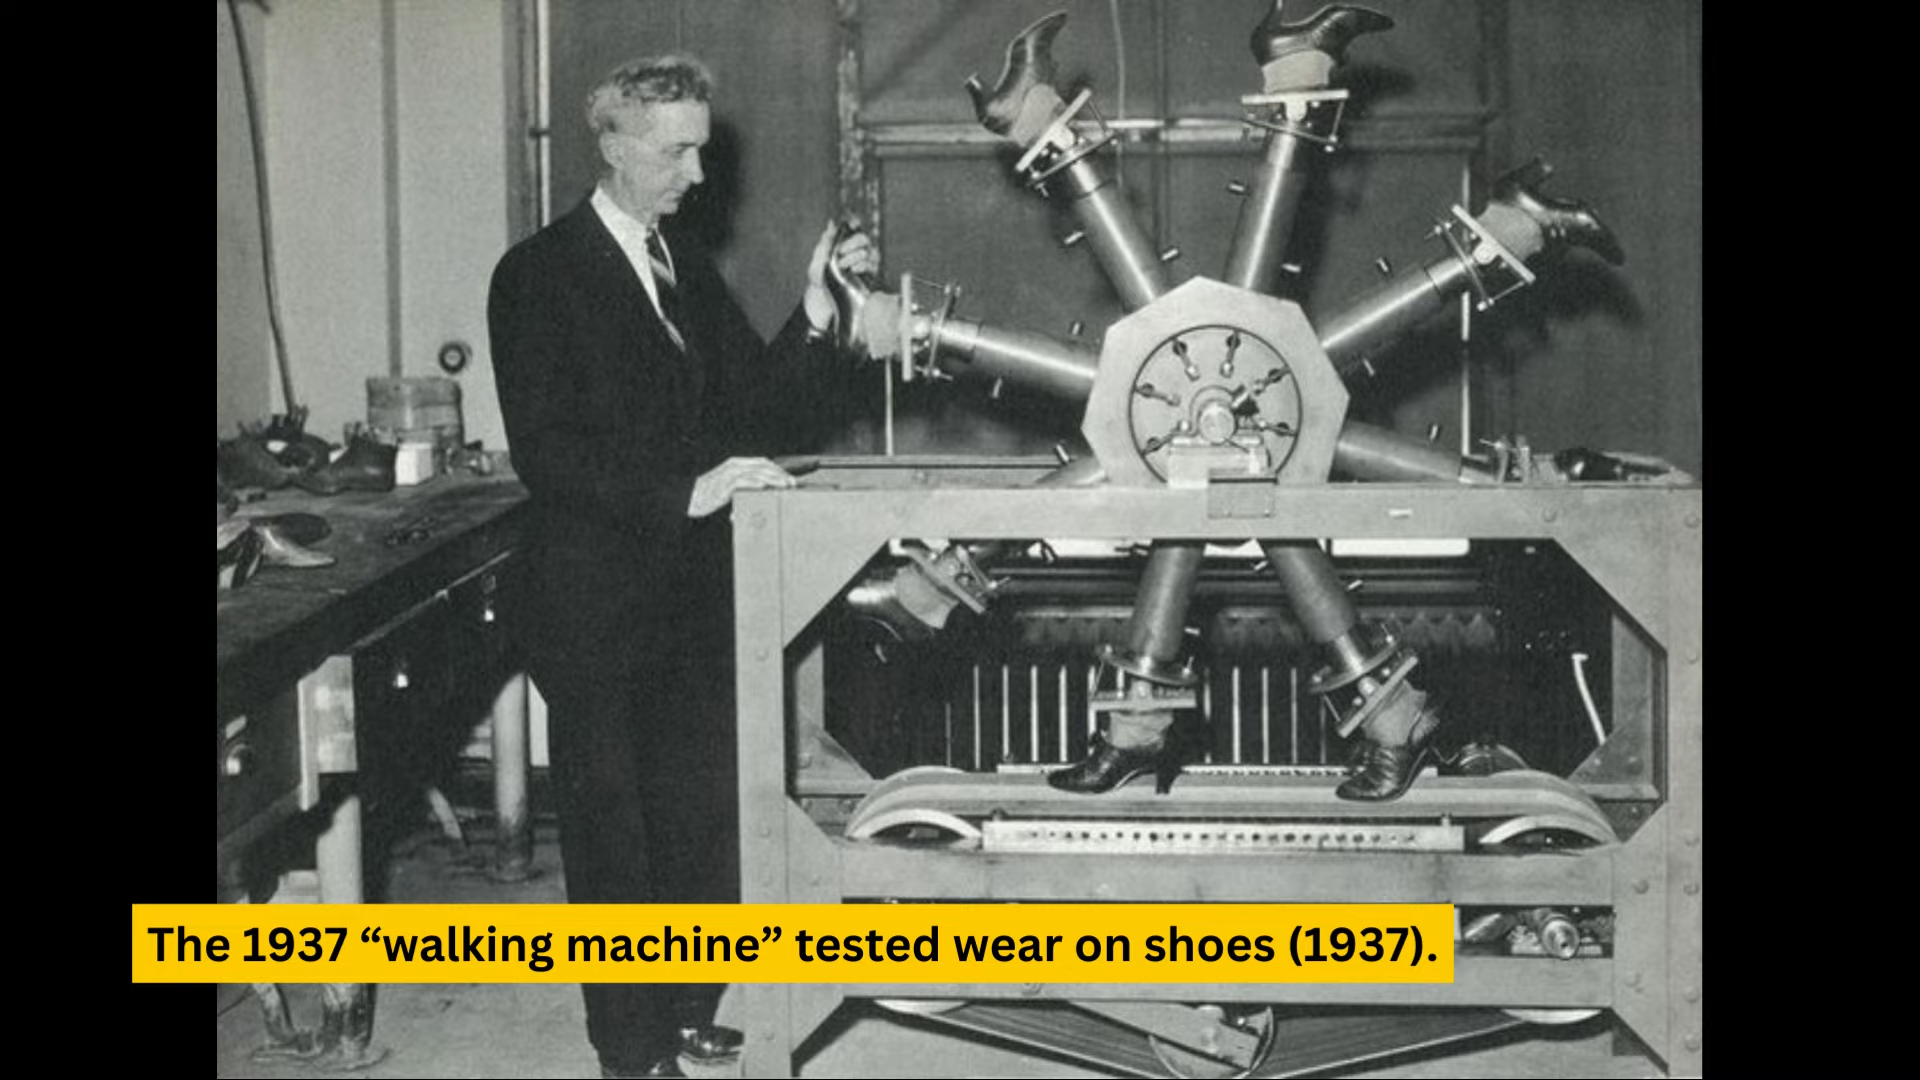 The 1937 “walking machine” tested wear on shoes (1937).